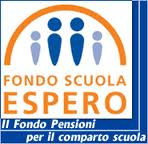 FONDO SCUOLA
ESPERO
Il Fondo Pensioni
per il comparto scuola